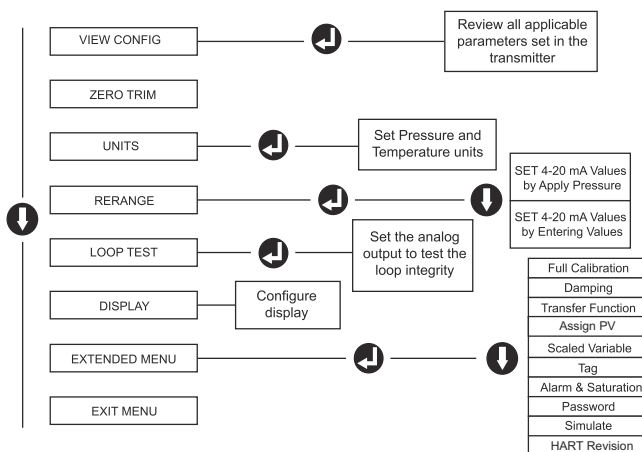 VIEW CONFIG
Review all applicable
parameters set in the
transmitter
ZERO TRIM
UNITS
Set Pressure and
Temperature units
RERANGE
SET 4-20 mA Values
by Apply Pressure
SET 4-20 mA Values
by Entering Values
LOOP TEST
Set the analog
output to test the
loop integrity
DISPLAY
Configure
display
EXTENDED MENU
Full Calibration
Damping
Transfer Function
Assign PV
Scaled Variable
Tag
Alarm & Saturation
Password
Simulate
HART Revision
EXIT MENU